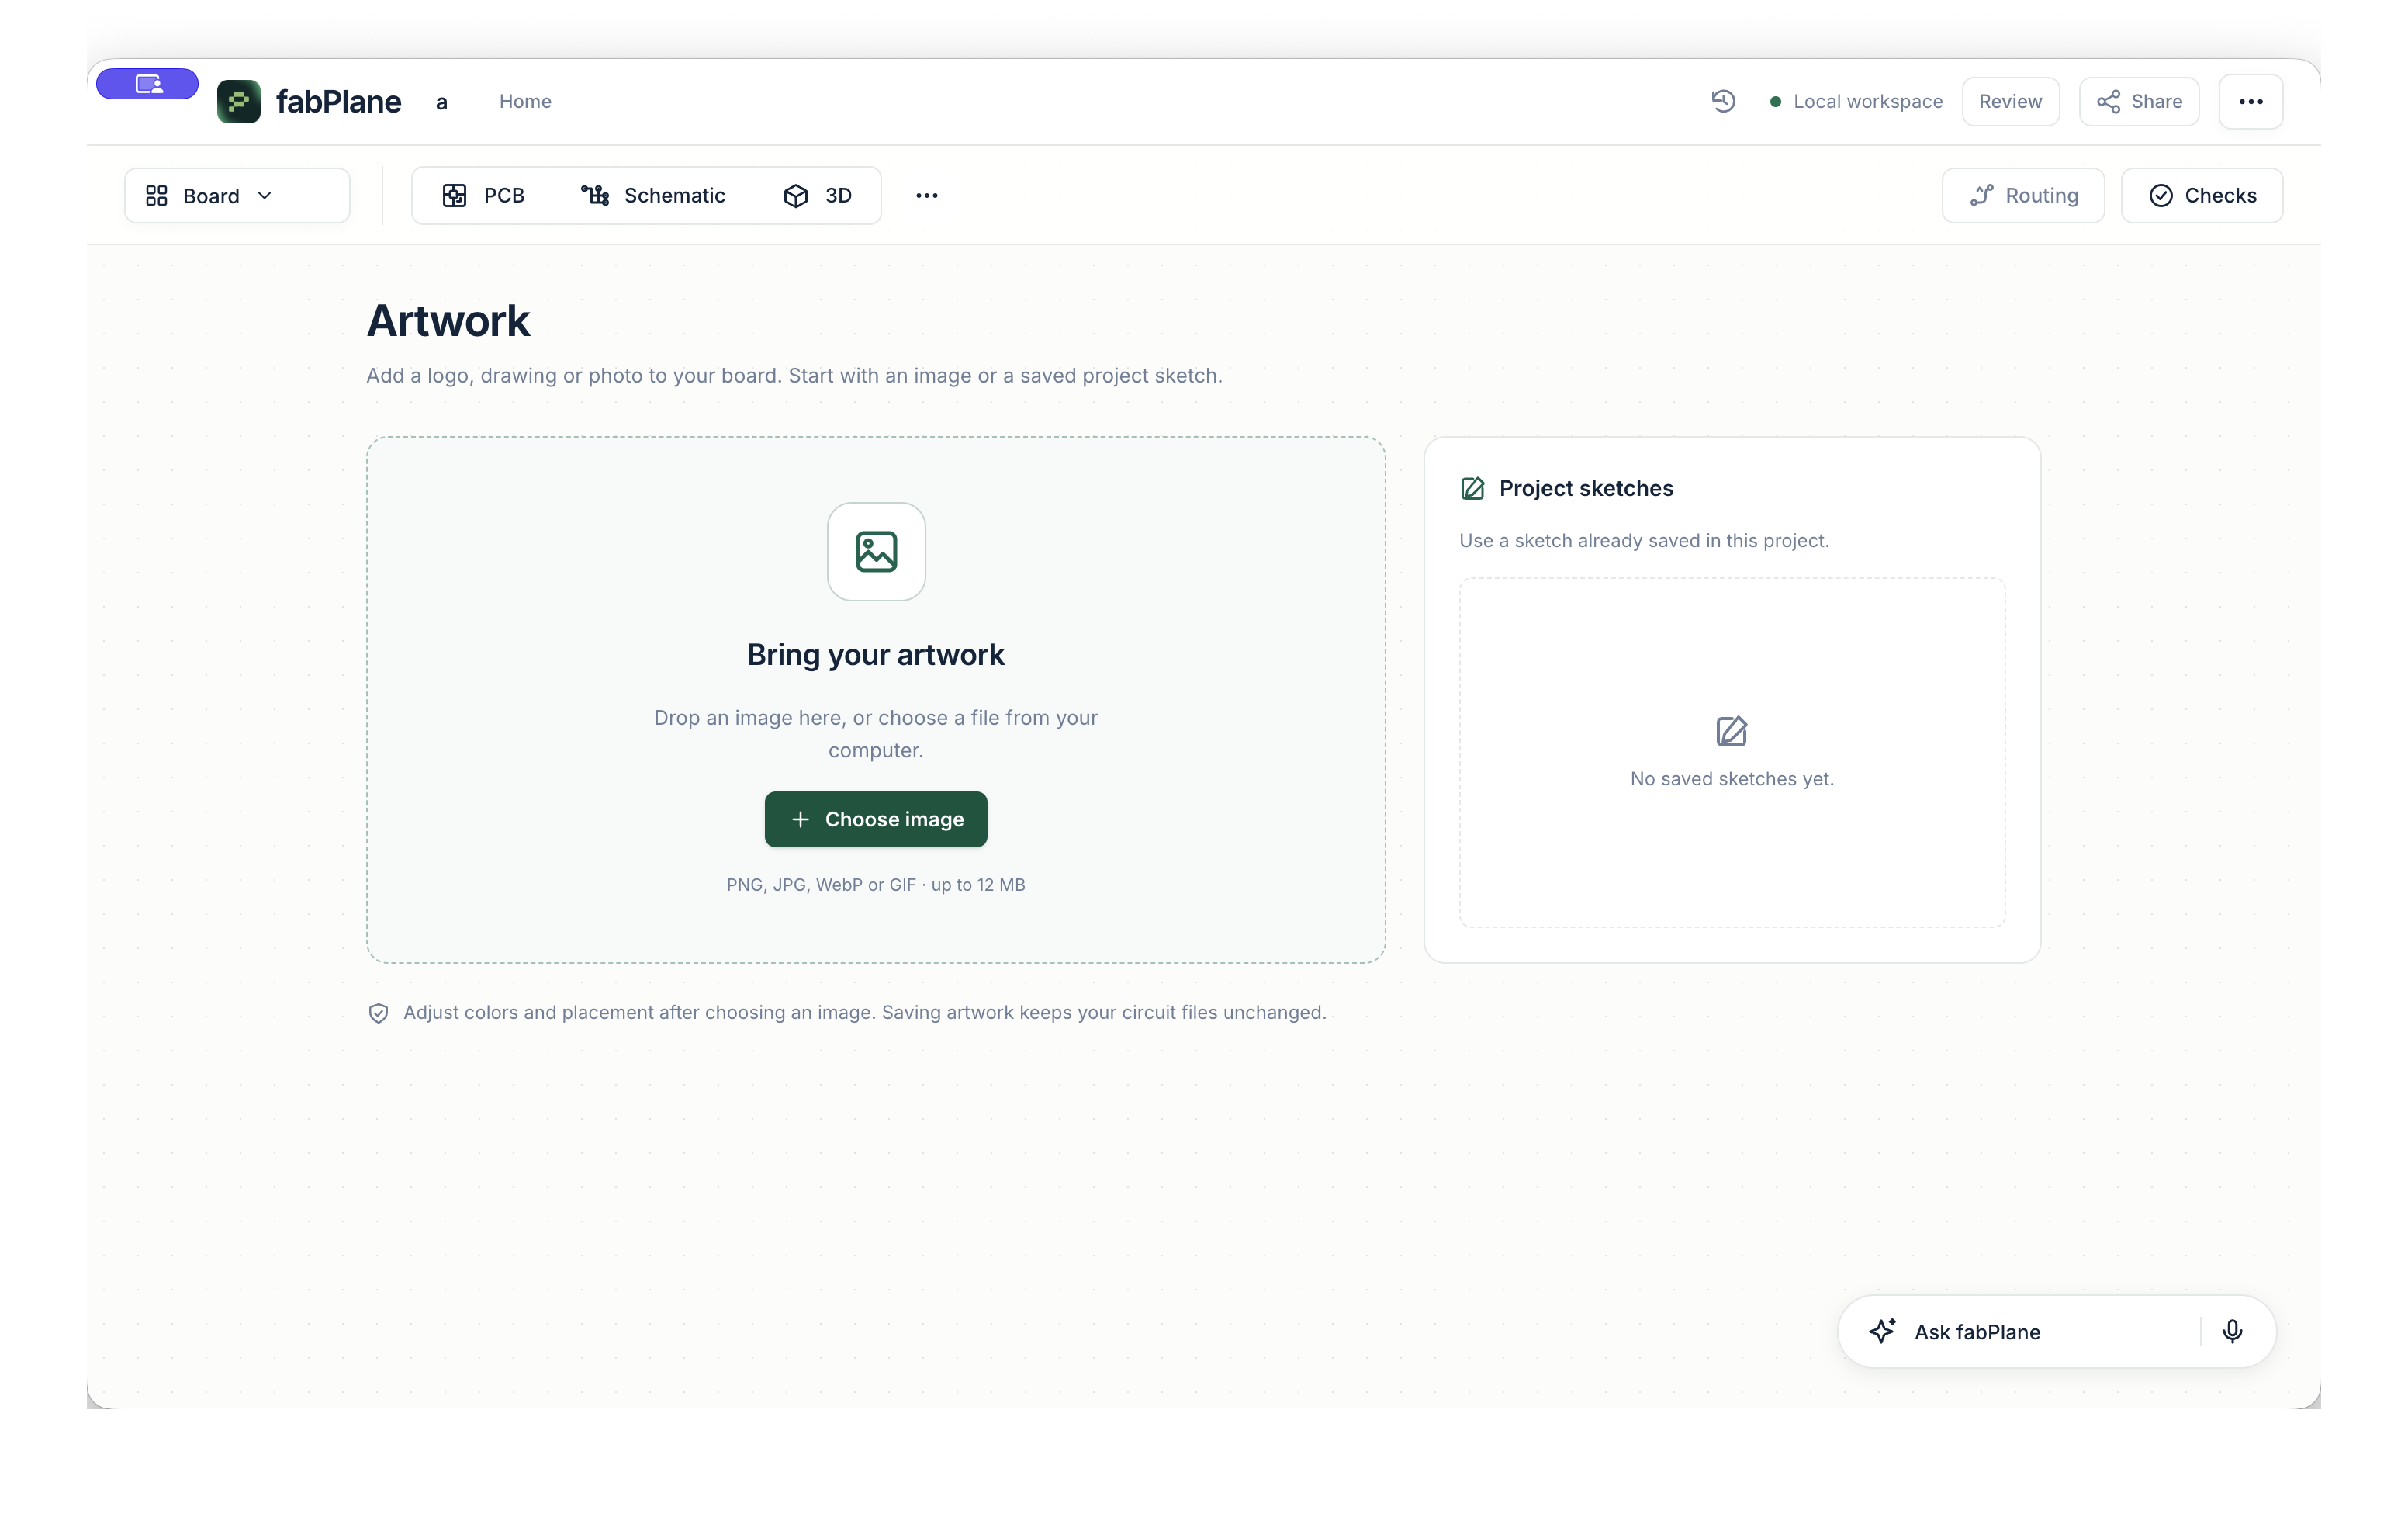 fabPlane
a
Home
Local workspace
Review
Share
Board
PCB
Schematic
3D
Routing
Checks
Artwork
Add a logo, drawing or photo to your board. Start with an image or a saved project sketch.
Bring your artwork
Drop an image here, or choose a file from your
computer.
Choose image
PNG, JPG, WebP or GIF · up to 12 MB
Project sketches
Use a sketch already saved in this project.
No saved sketches yet.
Adjust colors and placement after choosing an image. Saving artwork keeps your circuit files unchanged.
Ask fabPlane